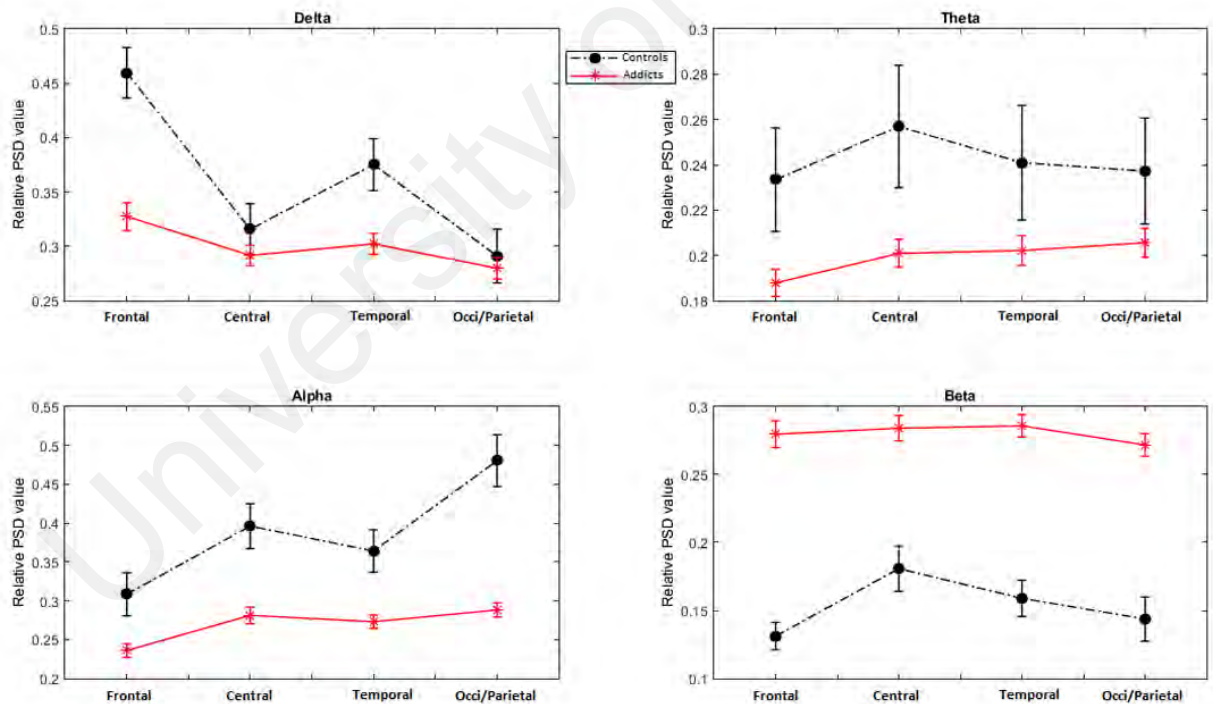 Delta
Relative PSD value
0.5
0.45
0.4
0.35
0.3
0.25
Frontal Central Temporal Occi/Parietal
Controls
Addicts
Theta
Relative PSD value
0.3
0.28
0.26
0.24
0.22
0.2
0.18
Frontal Central Temporal Occi/Parietal
Alpha
Relative PSD value
0.55
0.5
0.45
0.4
0.35
0.3
0.25
0.2
Frontal Central Temporal Occi/Parietal
Beta
Relative PSD value
0.3
0.25
0.2
0.15
0.1
Frontal Central Temporal Occi/Parietal
University